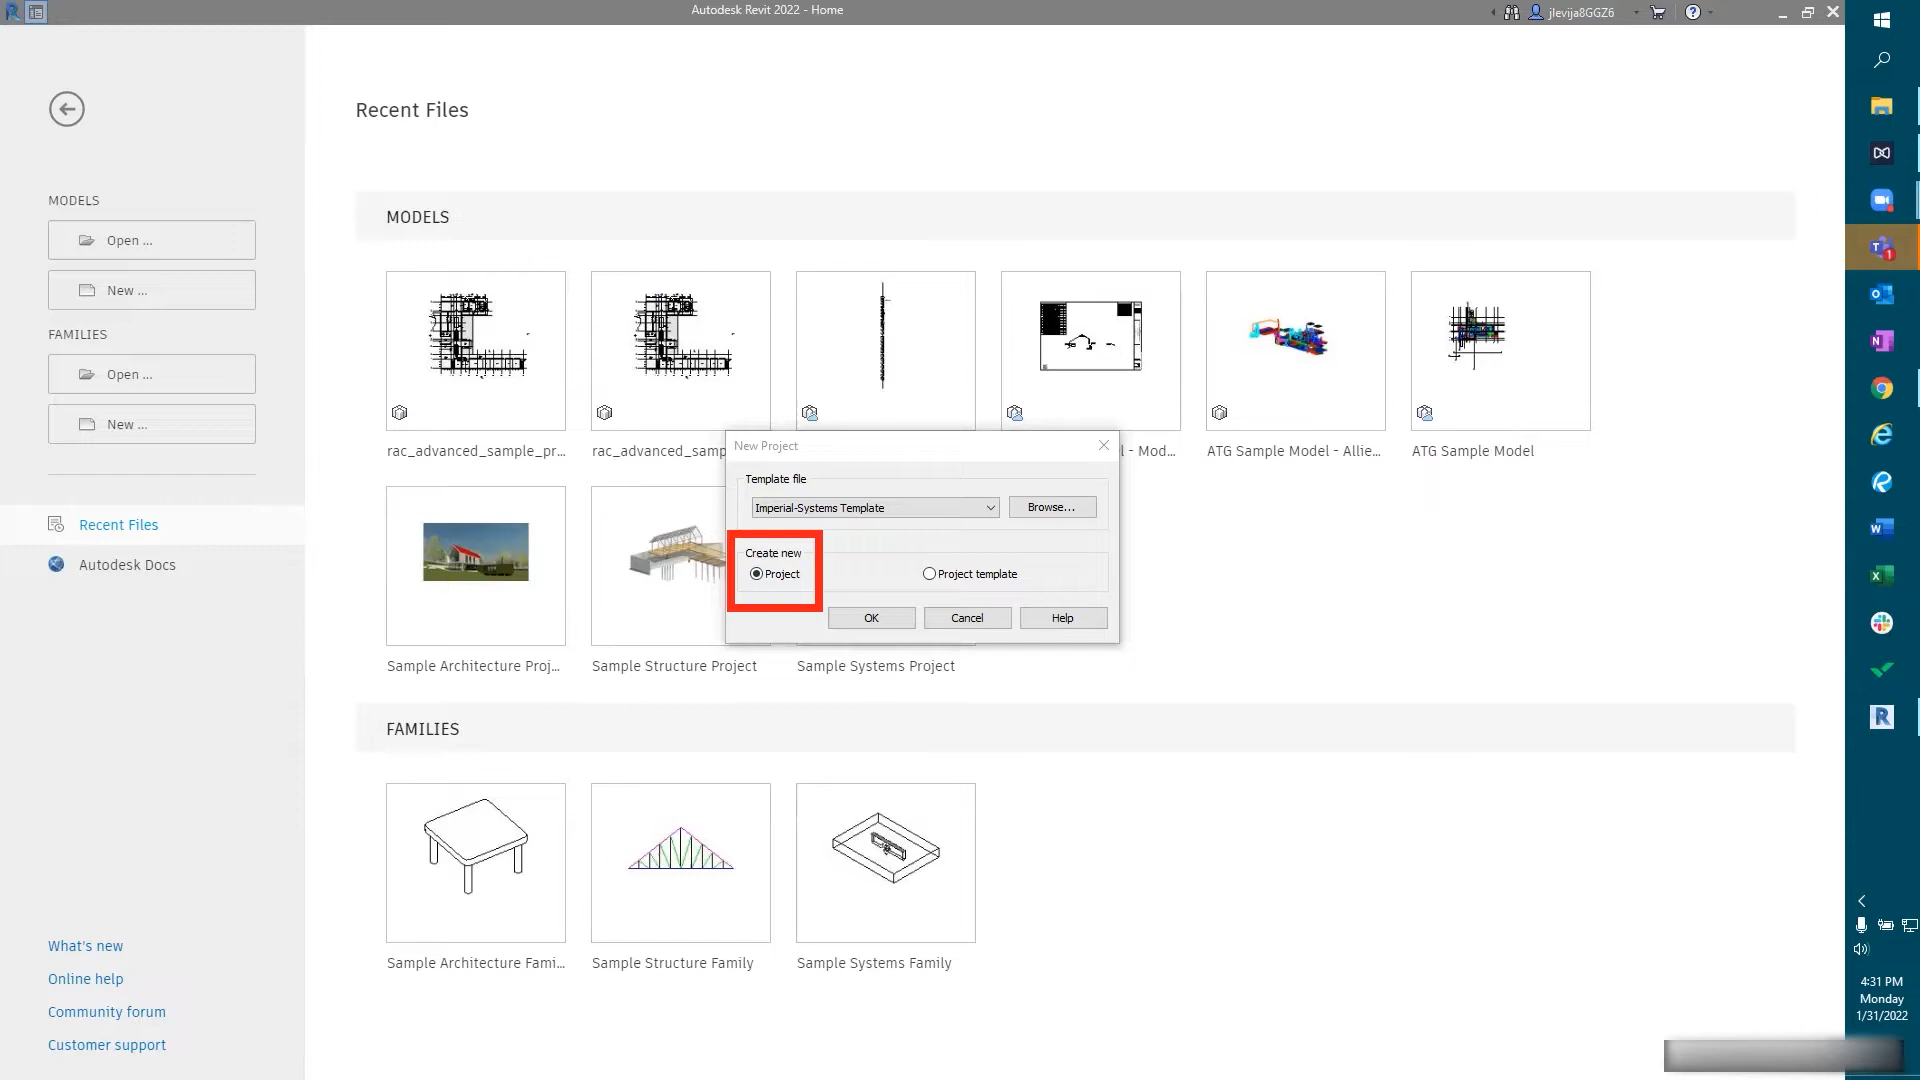 Autodesk Revit 2022 - Home
jlevija8GGZ6
Recent Files
MODELS
Open ...
New ...
FAMILIES
Open ...
New ...
Recent Files
Autodesk Docs
What's new
Online help
Community forum
Customer support
MODELS
rac_advanced_sample_pr...
rac_advanced_samp
l - Mod...
ATG Sample Model - Allie...
ATG Sample Model
New Project
Template file
Imperial-Systems Template
Browse...
Create new
Project
Project template
OK
Cancel
Help
Sample Architecture Proj...
Sample Structure Project
Sample Systems Project
FAMILIES
Sample Architecture Fami...
Sample Structure Family
Sample Systems Family
4:31 PM
Monday
1/31/2022